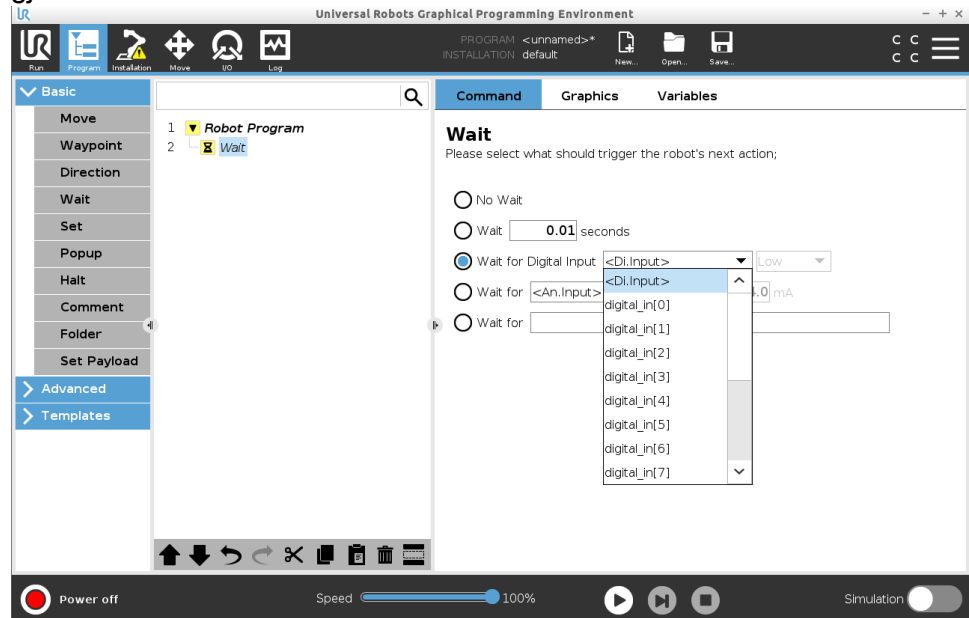 Universal Robots Graphical Programming Environment
PROGRAM <unnamed>*
INSTALLATION default
Run Program Installation Move I/O Log New... Open... Save...
C C
C C
Basic
Move
Waypoint
Direction
Wait
Set
Popup
Halt
Comment
Folder
Set Payload
Advanced
Templates
1 Robot Program
2 Wait
Command Graphics Variables
Wait
Please select what should trigger the robot's next action;
No Wait
Wait 0.01 seconds
Wait for Digital Input <Di.Input> Low
Wait for <An.Input> .0 mA
Wait for
<Di.Input>
digital_in[0]
digital_in[1]
digital_in[2]
digital_in[3]
digital_in[4]
digital_in[5]
digital_in[6]
digital_in[7]
Power off
Speed 100%
Simulation